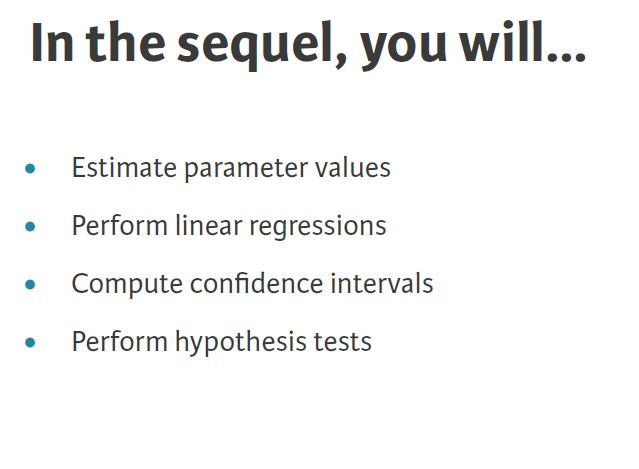 In the sequel, you will...
Estimate parameter values
Perform linear regressions
Compute confidence intervals
Perform hypothesis tests